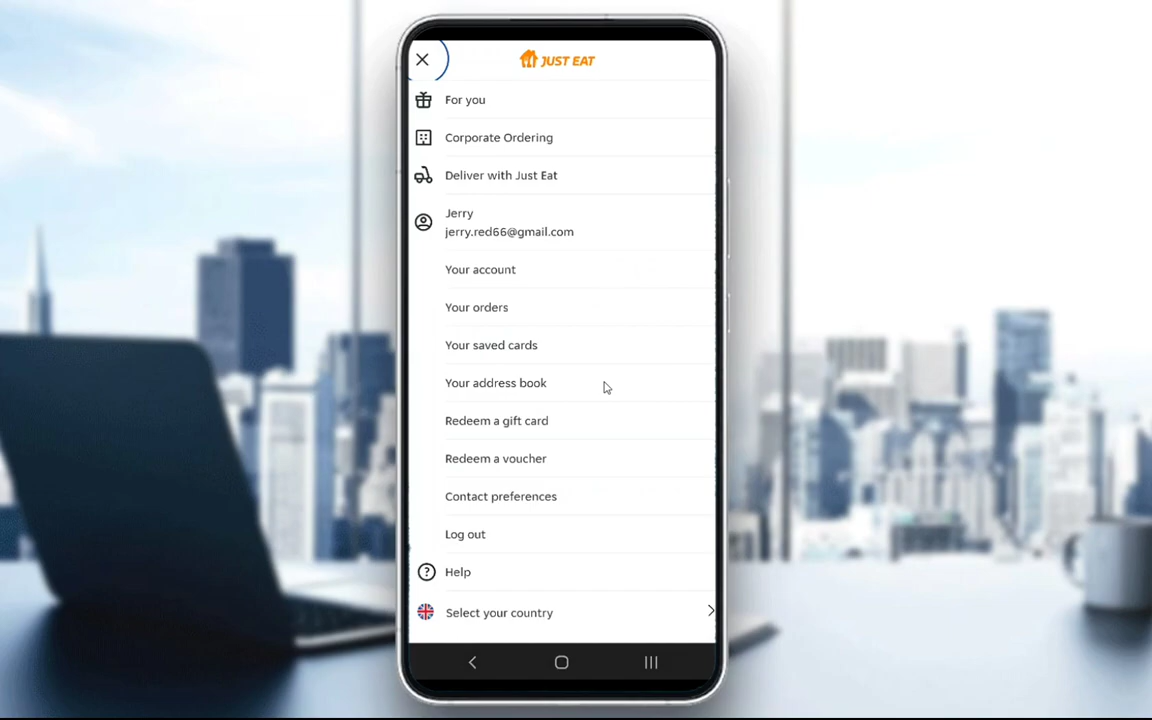 JUST EAT
For you
Corporate Ordering
Deliver with Just Eat
Jerry
jerry.red66@gmail.com
Your account
Your orders
Your saved cards
Your address book
Redeem a gift card
Redeem a voucher
Contact preferences
Log out
Help
Select your country